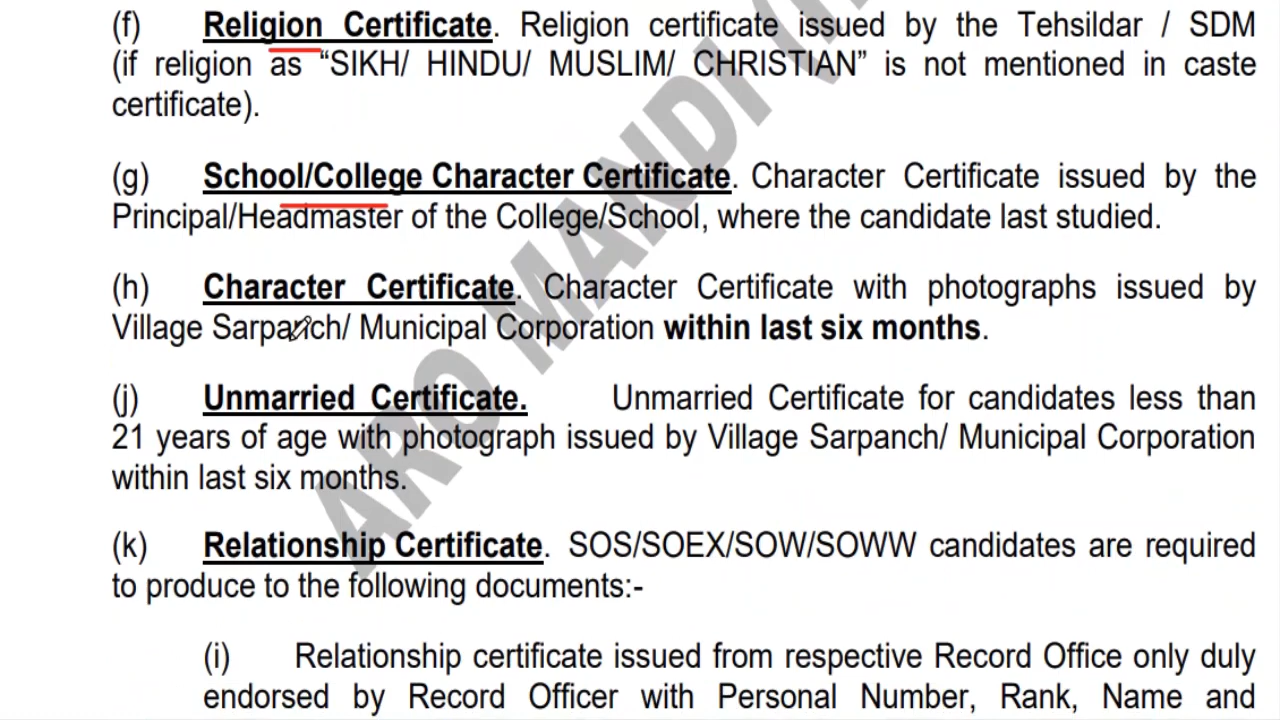 (f) Religion Certificate. Religion certificate issued by the Tehsildar / SDM
(if religion as “SIKH/ HINDU/ MUSLIM/ CHRISTIAN” is not mentioned in caste
certificate).
(g) School/College Character Certificate. Character Certificate issued by the
Principal/Headmaster of the College/School, where the candidate last studied.
(h) Character Certificate. Character Certificate with photographs issued by
Village Sarpanch/ Municipal Corporation within last six months.
(j) Unmarried Certificate. Unmarried Certificate for candidates less than
21 years of age with photograph issued by Village Sarpanch/ Municipal Corporation
within last six months.
(k) Relationship Certificate. SOS/SOEX/SOW/SOWW candidates are required
to produce to the following documents:-
(i) Relationship certificate issued from respective Record Office only duly
endorsed by Record Officer with Personal Number, Rank, Name and
ARO MANDI (